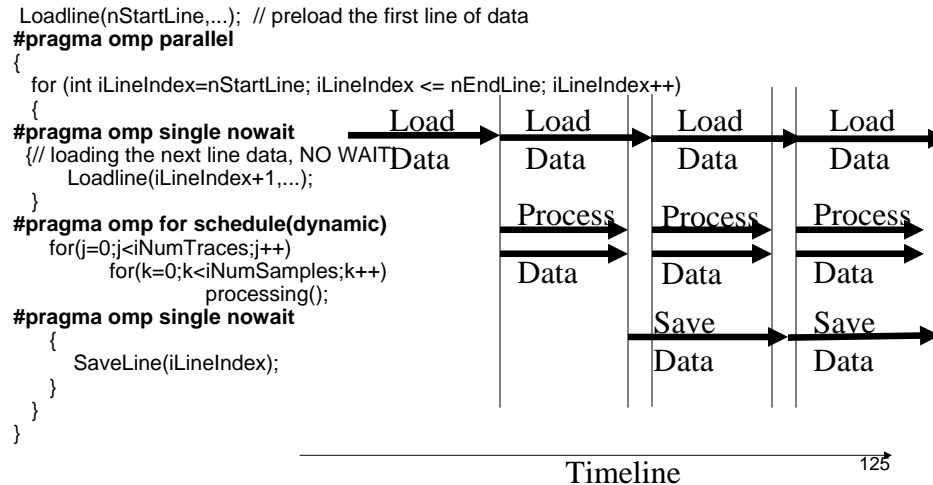 Loadline(nStartLine,...);  // preload the first line of data
#pragma omp parallel
{
for (int iLineIndex=nStartLine; iLineIndex <= nEndLine; iLineIndex++)
{
#pragma omp single nowait
{// loading the next line data, NO WAIT!
Loadline(iLineIndex+1,...);
}
#pragma omp for schedule(dynamic)
for(j=0;j<iNumTraces;j++)
for(k=0;k<iNumSamples;k++)
processing();
#pragma omp single nowait
{
SaveLine(iLineIndex);
}
}
}
Load Load Load Load
Data Data Data Data
Process Process Process
Data Data Data
Save Save
Data Data
Timeline
125